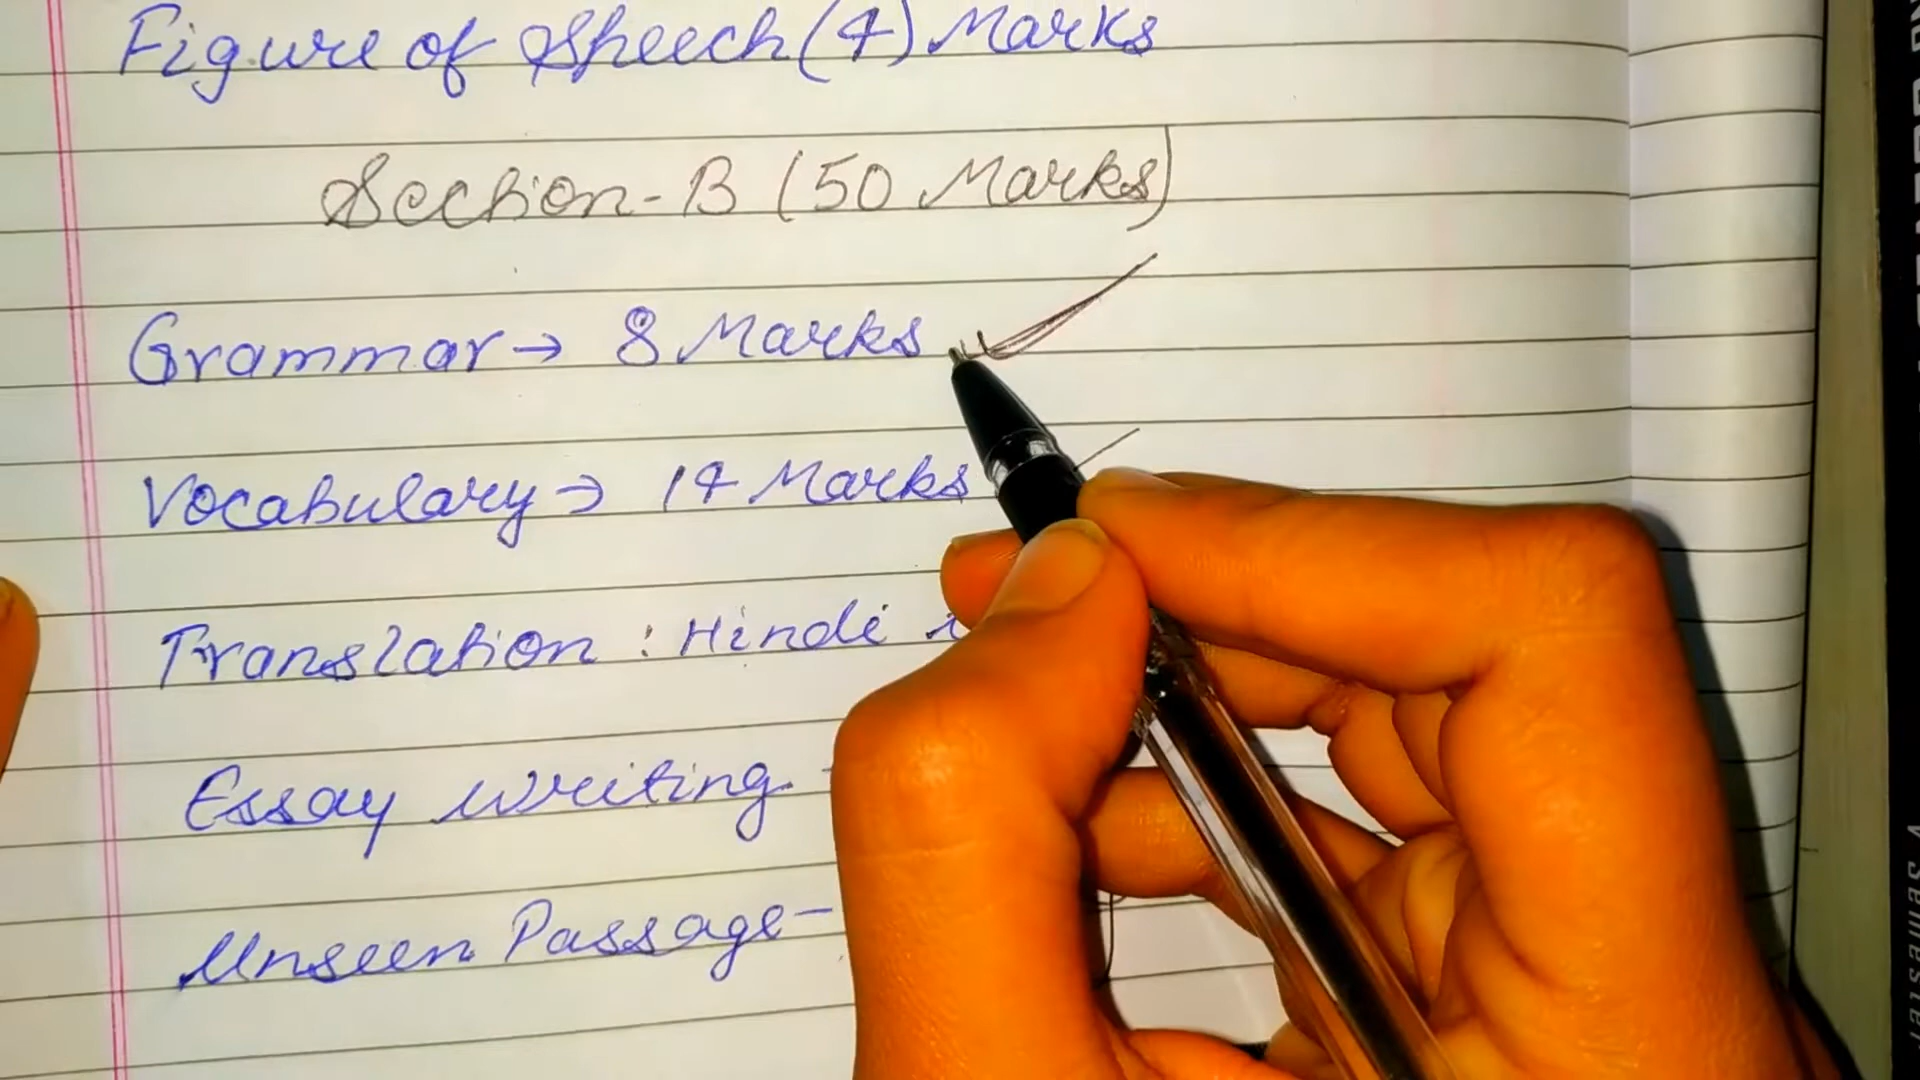 Figure of Speech (4) Marks
Section-B (50 Marks)
Grammar → 8 Marks
Vocabulary → 14 Marks
Translation : Hindi
Essay writing
Unseen Passage-
V Semester